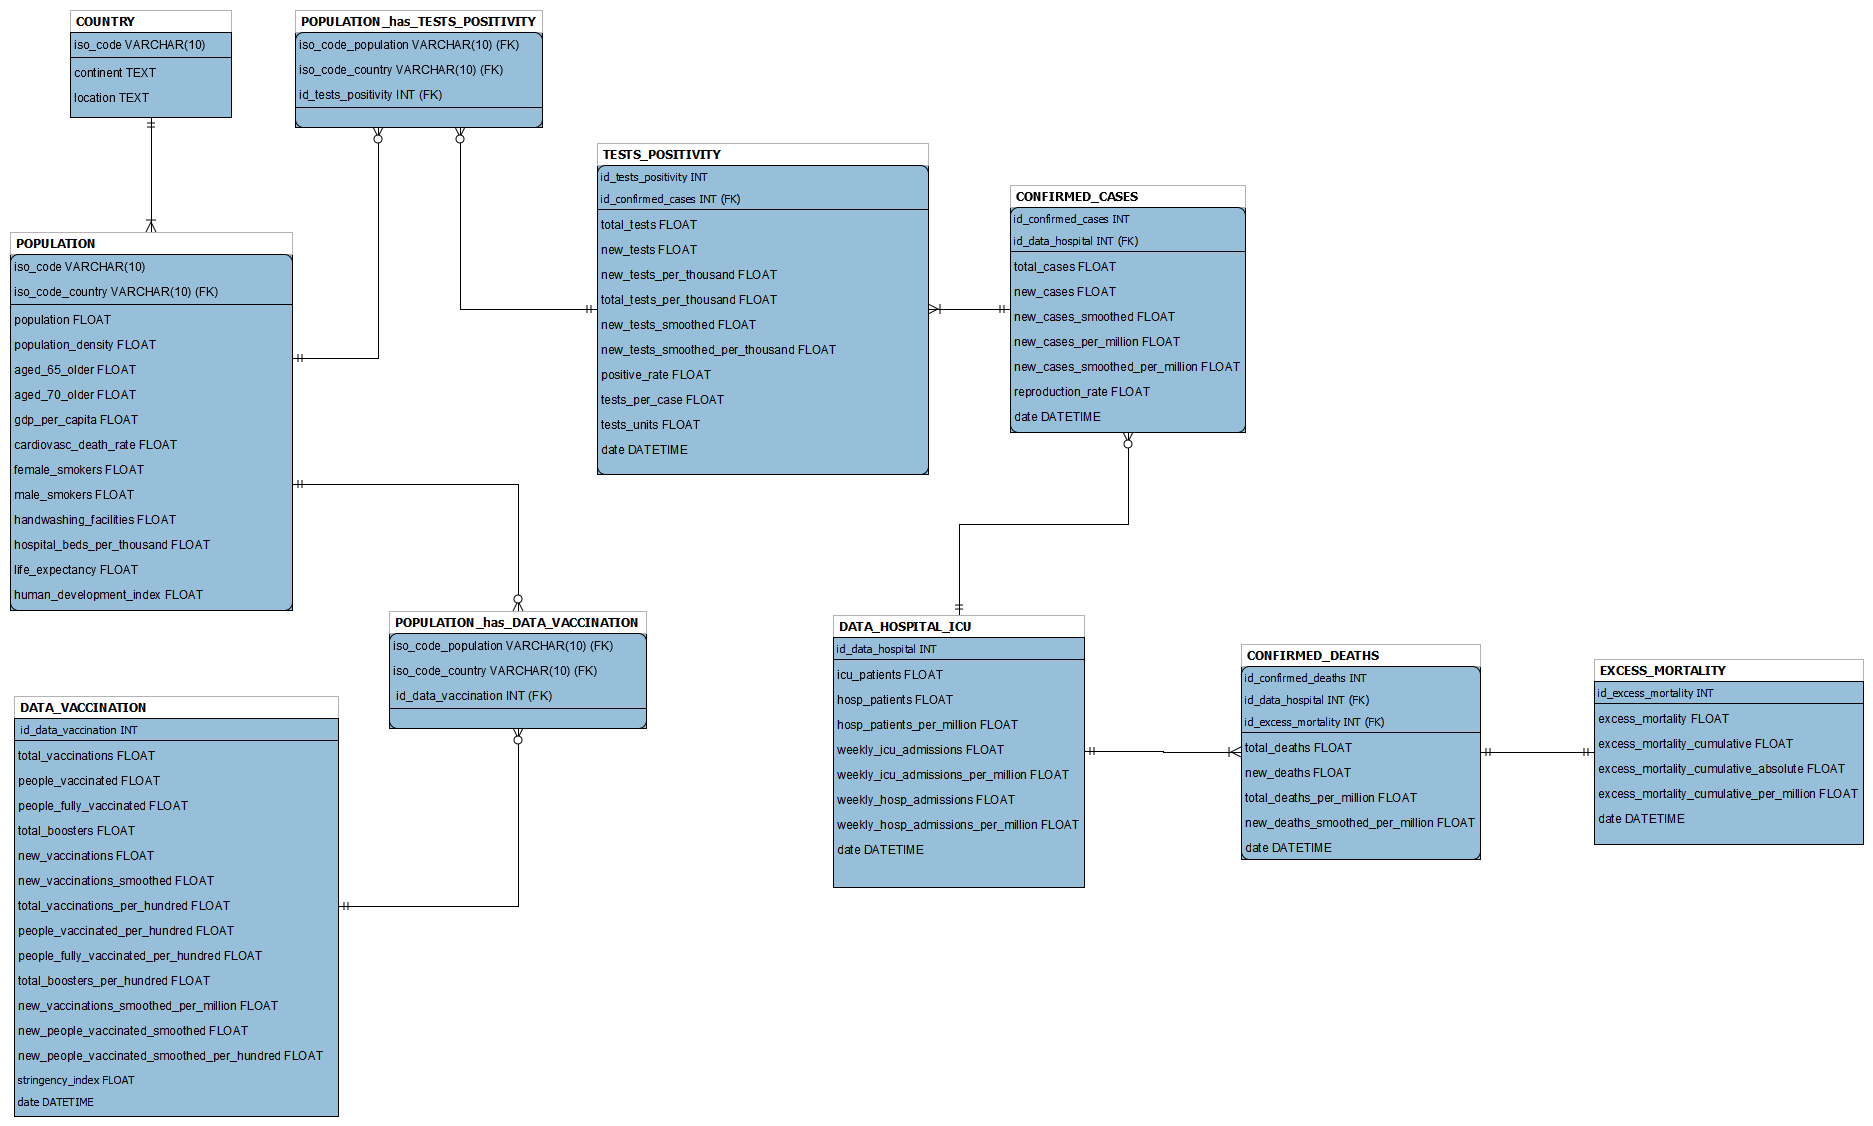 COUNTRY
iso_code VARCHAR(10)
continent TEXT
location TEXT
POPULATION_has_TESTS_POSITIVITY
iso_code_population VARCHAR(10) (FK)
iso_code_country VARCHAR(10) (FK)
id_tests_positivity INT (FK)
TESTS_POSITIVITY
id_tests_positivity INT
id_confirmed_cases INT (FK)
total_tests FLOAT
new_tests FLOAT
new_tests_per_thousand FLOAT
total_tests_per_thousand FLOAT
new_tests_smoothed FLOAT
new_tests_smoothed_per_thousand FLOAT
positive_rate FLOAT
tests_per_case FLOAT
tests_units FLOAT
date DATETIME
CONFIRMED_CASES
id_confirmed_cases INT
id_data_hospital INT (FK)
total_cases FLOAT
new_cases FLOAT
new_cases_smoothed FLOAT
new_cases_per_million FLOAT
new_cases_smoothed_per_million FLOAT
reproduction_rate FLOAT
date DATETIME
POPULATION
iso_code VARCHAR(10)
iso_code_country VARCHAR(10) (FK)
population FLOAT
population_density FLOAT
aged_65_older FLOAT
aged_70_older FLOAT
gdp_per_capita FLOAT
cardiovasc_death_rate FLOAT
female_smokers FLOAT
male_smokers FLOAT
handwashing_facilities FLOAT
hospital_beds_per_thousand FLOAT
life_expectancy FLOAT
human_development_index FLOAT
POPULATION_has_DATA_VACCINATION
iso_code_population VARCHAR(10) (FK)
iso_code_country VARCHAR(10) (FK)
id_data_vaccination INT (FK)
DATA_VACCINATION
id_data_vaccination INT
total_vaccinations FLOAT
people_vaccinated FLOAT
people_fully_vaccinated FLOAT
total_boosters FLOAT
new_vaccinations FLOAT
new_vaccinations_smoothed FLOAT
total_vaccinations_per_hundred FLOAT
people_vaccinated_per_hundred FLOAT
people_fully_vaccinated_per_hundred FLOAT
total_boosters_per_hundred FLOAT
new_vaccinations_smoothed_per_million FLOAT
new_people_vaccinated_smoothed FLOAT
new_people_vaccinated_smoothed_per_hundred FLOAT
stringency_index FLOAT
date DATETIME
DATA_HOSPITAL_ICU
id_data_hospital INT
icu_patients FLOAT
hosp_patients FLOAT
hosp_patients_per_million FLOAT
weekly_icu_admissions FLOAT
weekly_icu_admissions_per_million FLOAT
weekly_hosp_admissions FLOAT
weekly_hosp_admissions_per_million FLOAT
date DATETIME
CONFIRMED_DEATHS
id_confirmed_deaths INT
id_data_hospital INT (FK)
id_excess_mortality INT (FK)
total_deaths FLOAT
new_deaths FLOAT
total_deaths_per_million FLOAT
new_deaths_smoothed_per_million FLOAT
date DATETIME
EXCESS_MORTALITY
id_excess_mortality INT
excess_mortality FLOAT
excess_mortality_cumulative FLOAT
excess_mortality_cumulative_absolute FLOAT
excess_mortality_cumulative_per_million FLOAT
date DATETIME